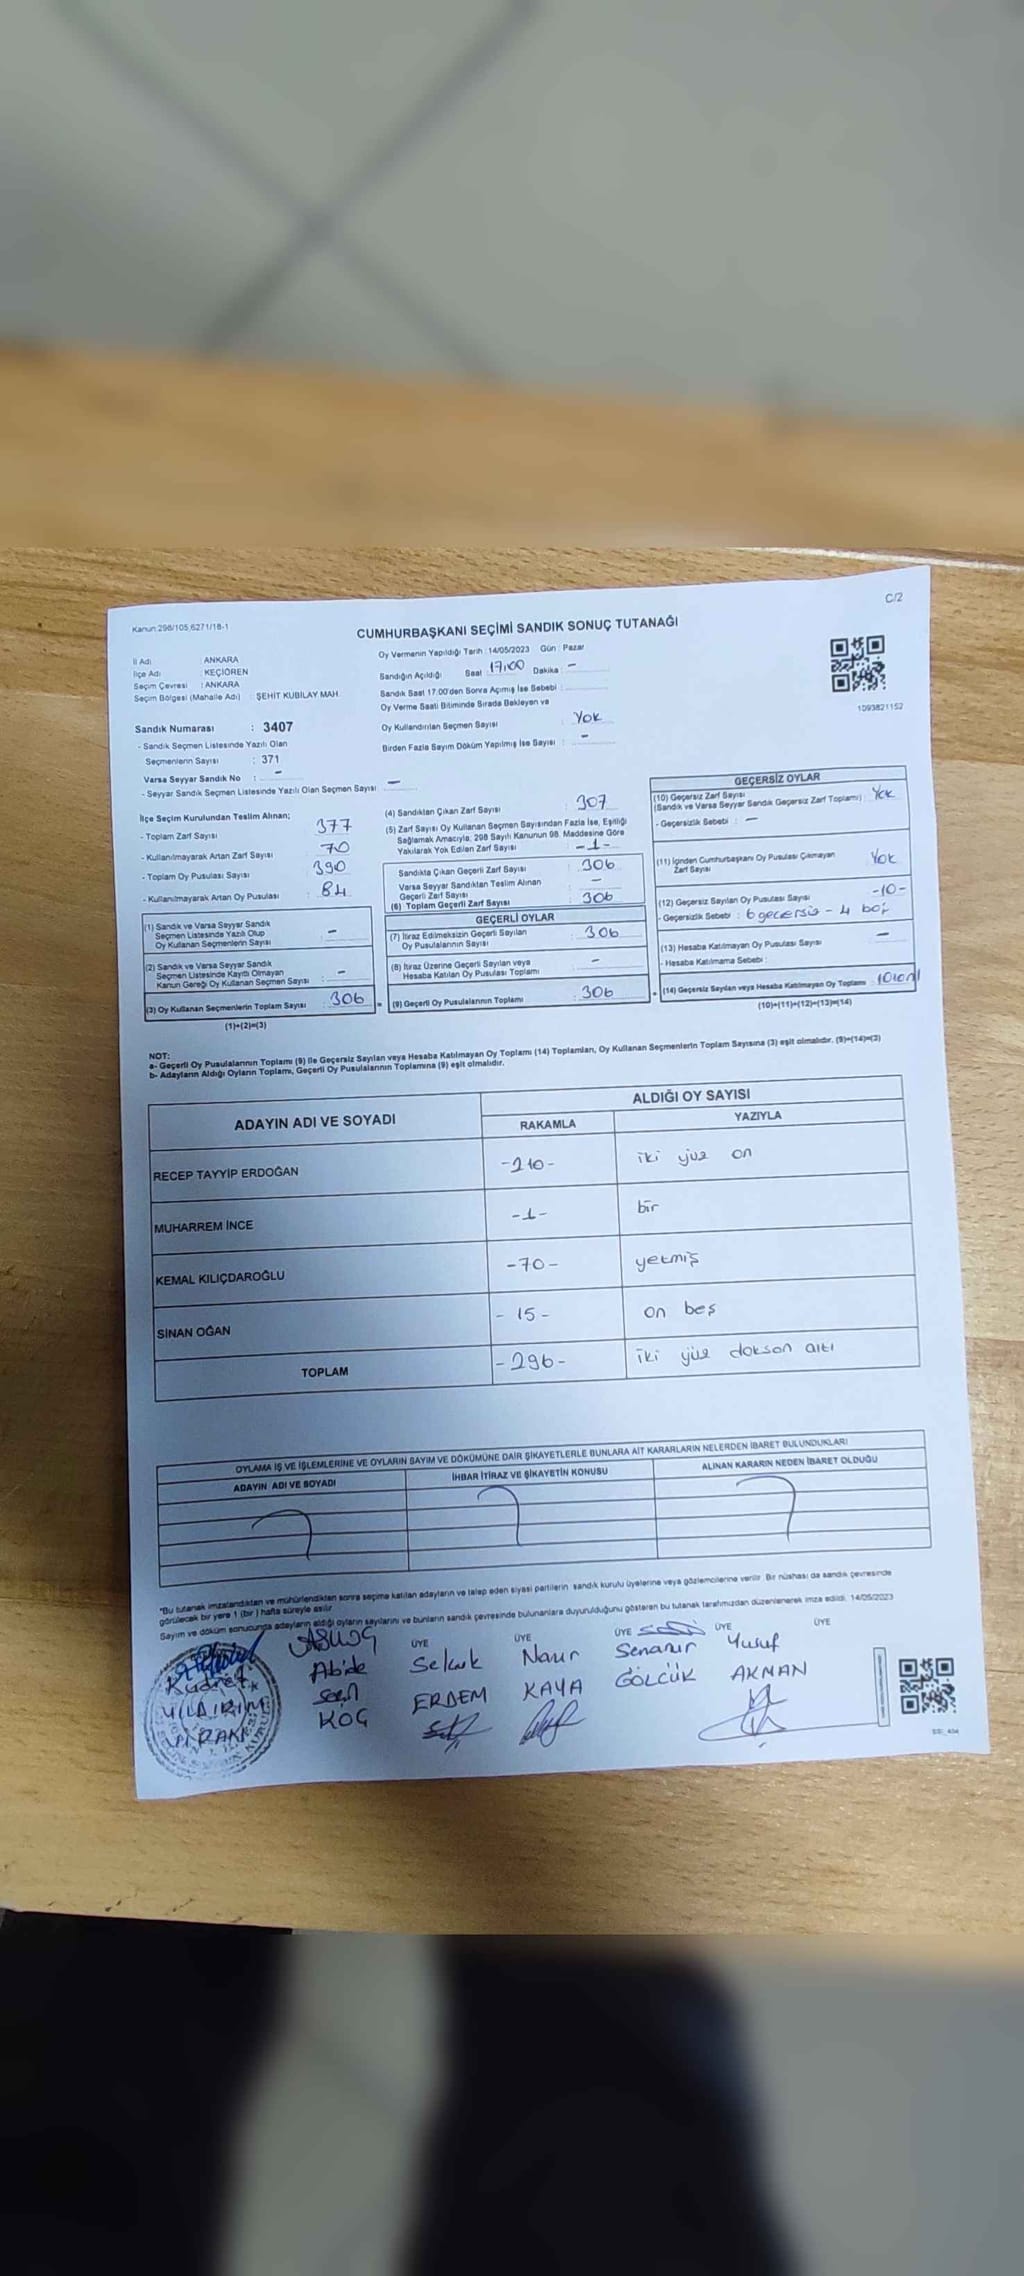 Kanun:298/105,6271/18-1
C/2
CUMHURBAŞKANI SEÇİMİ SANDIK SONUÇ TUTANAĞI
İl Adı : ANKARA
İlçe Adı : KEÇİÖREN
Seçim Çevresi : ANKARA
Seçim Bölgesi (Mahalle Adı) : ŞEHİT KUBİLAY MAH.
Sandık Numarası : 3407
- Sandık Seçmen Listesinde Yazılı Olan
Seçmenlerin Sayısı : 371
Varsa Seyyar Sandık No : -
- Seyyar Sandık Seçmen Listesinde Yazılı Olan Seçmen Sayısı -
Oy Vermenin Yapıldığı Tarih : 14/05/2023 Gün : Pazar
Sandığın Açıldığı Saat 17:00 Dakika : -
Sandık Saat 17.00'den Sonra Açımış İse Sebebi :
Oy Verme Saati Bitiminde Sırada Bekleyen ve
Oy Kullandırılan Seçmen Sayısı : Yok
Birden Fazla Sayım Döküm Yapılmış İse Sayısı : -
1093821152
İlçe Seçim Kurulundan Teslim Alınan;
- Toplam Zarf Sayısı : 377
- Kullanılmayarak Artan Zarf Sayısı : 70
- Toplam Oy Pusulası Sayısı : 390
- Kullanılmayarak Artan Oy Pusulası : 84
(1) Sandık ve Varsa Seyyar Sandık
Seçmen Listesinde Yazılı Olup
Oy Kullanan Seçmenlerin Sayısı : -
(2) Sandık ve Varsa Seyyar Sandık
Seçmen Listesinde Kayıtlı Olmayan
Kanun Gereği Oy Kullanan Seçmen Sayısı : -
(3) Oy Kullanan Seçmenlerin Toplam Sayısı : 306
(1)+(2)=(3)
(4) Sandıktan Çıkan Zarf Sayısı : 307
(5) Zarf Sayısı Oy Kullanan Seçmen Sayısından Fazla İse, Eşitliği
Sağlamak Amacıyla, 298 Sayılı Kanunun 98. Maddesine Göre
Yakılarak Yok Edilen Zarf Sayısı : -1-
Sandıkta Çıkan Geçerli Zarf Sayısı : 306
Varsa Seyyar Sandıktan Teslim Alınan
Geçerli Zarf Sayısı : -
(6) Toplam Geçerli Zarf Sayısı : 306
GEÇERLİ OYLAR
(7) İtiraz Edilmeksizin Geçerli Sayılan
Oy Pusulalarının Sayısı : 306
(8) İtiraz Üzerine Geçerli Sayılan veya
Hesaba Katılan Oy Pusulası Toplamı : -
(9) Geçerli Oy Pusulalarının Toplamı : 306
GEÇERSİZ OYLAR
(10) Geçersiz Zarf Sayısı
(Sandık ve Varsa Seyyar Sandık Geçersiz Zarf Toplamı) : Yok
- Geçersizlik Sebebi : -
(11) İçinden Cumhurbaşkanı Oy Pusulası Çıkmayan
Zarf Sayısı Yok
(12) Geçersiz Sayılan Oy Pusulası Sayısı -10-
- Geçersizlik Sebebi : 6 geçersiz - 4 boş
(13) Hesaba Katılmayan Oy Pusulası Sayısı -
- Hesaba Katılmama Sebebi :
(14) Geçersiz Sayılan veya Hesaba Katılmayan Oy Toplamı : 10 on
(10)+(11)+(12)+(13)=(14)
NOT:
a- Geçerli Oy Pusulalarının Toplamı (9) ile Geçersiz Sayılan veya Hesaba Katılmayan Oy Toplamı (14) Toplamları, Oy Kullanan Seçmenlerin Toplam Sayısına (3) eşit olmalıdır. (9)+(14)=(3)
b- Adayların Aldığı Oyların Toplamı, Geçerli Oy Pusulalarının Toplamına (9) eşit olmalıdır.
ADAYIN ADI VE SOYADI
ALDIĞI OY SAYISI
RAKAMLA YAZIYLA
RECEP TAYYİP ERDOĞAN -210- iki yüz on
MUHARREM İNCE -1- bir
KEMAL KILIÇDAROĞLU -70- yetmiş
SİNAN OĞAN -15- on beş
TOPLAM -296- iki yüz doksan altı
OYLAMA İŞ VE İŞLEMLERİNE VE OYLARIN SAYIM VE DÖKÜMÜNE DAİR ŞİKAYETLERLE BUNLARA AİT KARARLARIN NELERDEN İBARET BULUNDUKLARI
ADAYIN ADI VE SOYADI İHBAR İTİRAZ VE ŞİKAYETİN KONUSU ALINAN KARARIN NEDEN İBARET OLDUĞU
"Bu tutanak imzalandıktan ve mühürlendikten sonra seçime katılan adayların ve talep eden siyasi partilerin sandık kurulu üyelerine veya gözlemcilerine verilir. Bir nüshası da sandık çevresinde
görülecek bir yere 1 (bir) hafta süreyle asılır
Sayım ve döküm sonucunda adayların aldığı oyların sayılarını ve bunların sandık çevresinde bulunanlara duyurulduğunu gösteren bu tutanak tarafımızdan düzenlenerek imza edildi. 14/05/2023
ÜYE ÜYE ÜYE ÜYE ÜYE
Kudret
YILDIRIM
Abide
KOÇ
Selcuk
ERDEM
Nanr
KAYA
Senanur
GÖLCÜK
Yusuf
AKMAN